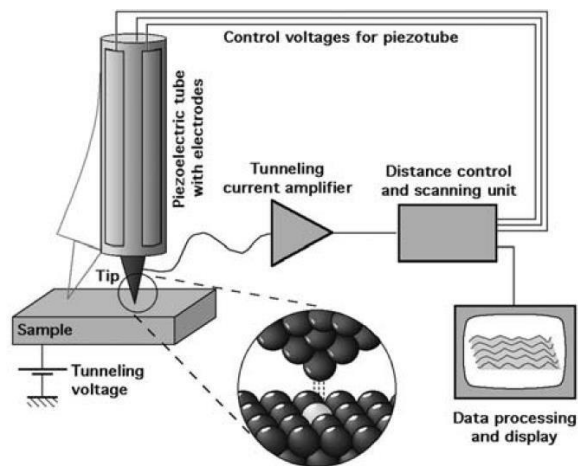 Control voltages for piezotube
Piezoelectric tube
with electrodes
Tunneling
current amplifier
Distance control
and scanning unit
Tip
Sample
Tunneling
voltage
Data processing
and display